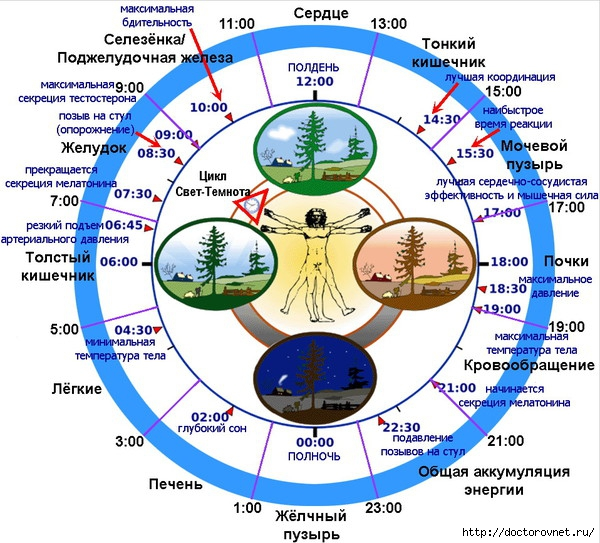 Сердце
11:00
13:00
максимальная
бдительность
Селезёнка/
Поджелудочная железа
Тонкий
кишечник
ПОЛДЕНЬ
12:00
лучшая координация
9:00
15:00
максимальная
секреция тестостерона
10:00
14:30
наибыстрое
время реакции
позыв на стул
(опорожнение)
09:00
Желудок
08:30
15:30
Мочевой
пузырь
Цикл
Свет-Темнота
прекращается
секреция мелатонина
07:30
лучшая сердечно-сосудистая
эффективность и мышечная сила
7:00
17:00
17:00
резкий подъем
артериального давления
06:45
Толстый
кишечник
06:00
18:00
Почки
18:30
максимальное
давление
19:00
19:00
5:00
04:30
минимальная
температура тела
максимальная
температура тела
Кровообращение
Лёгкие
21:00
начинается
секреция мелатонина
02:00
глубокий сон
22:30
подавление
позывов на стул
3:00
21:00
00:00
ПОЛНОЧЬ
Общая аккумуляция
энергии
Печень
1:00
23:00
Жёлчный
пузырь
http://doctorovnet.ru/